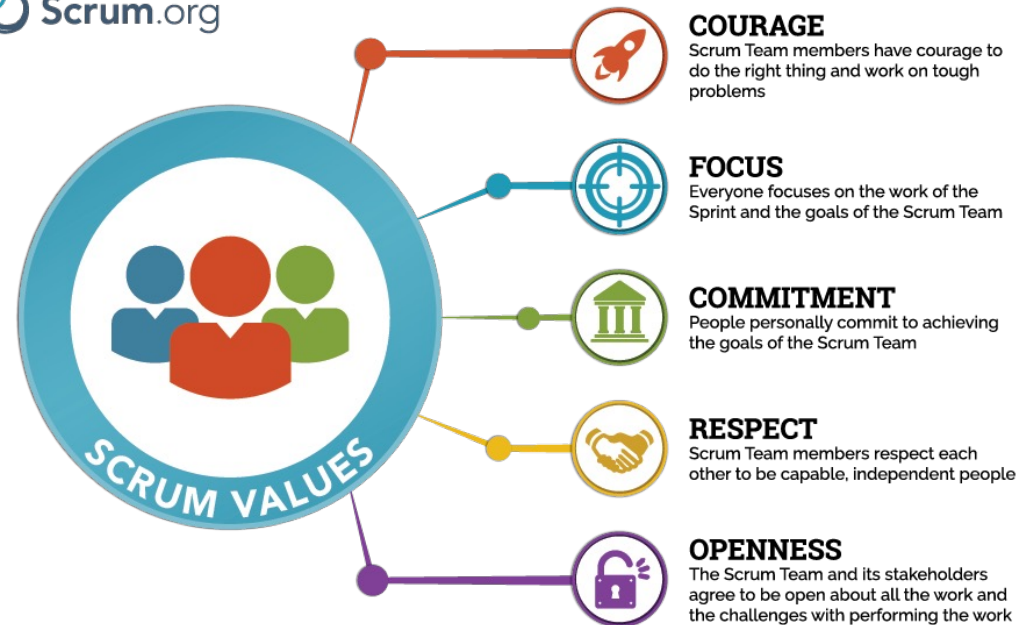 Scrum.org
COURAGE
Scrum Team members have courage to
do the right thing and work on tough
problems
FOCUS
Everyone focuses on the work of the
Sprint and the goals of the Scrum Team
COMMITMENT
People personally commit to achieving
the goals of the Scrum Team
RESPECT
Scrum Team members respect each
other to be capable, independent people
SCRUM VALUES
OPENNESS
The Scrum Team and its stakeholders
agree to be open about all the work and
the challenges with performing the work